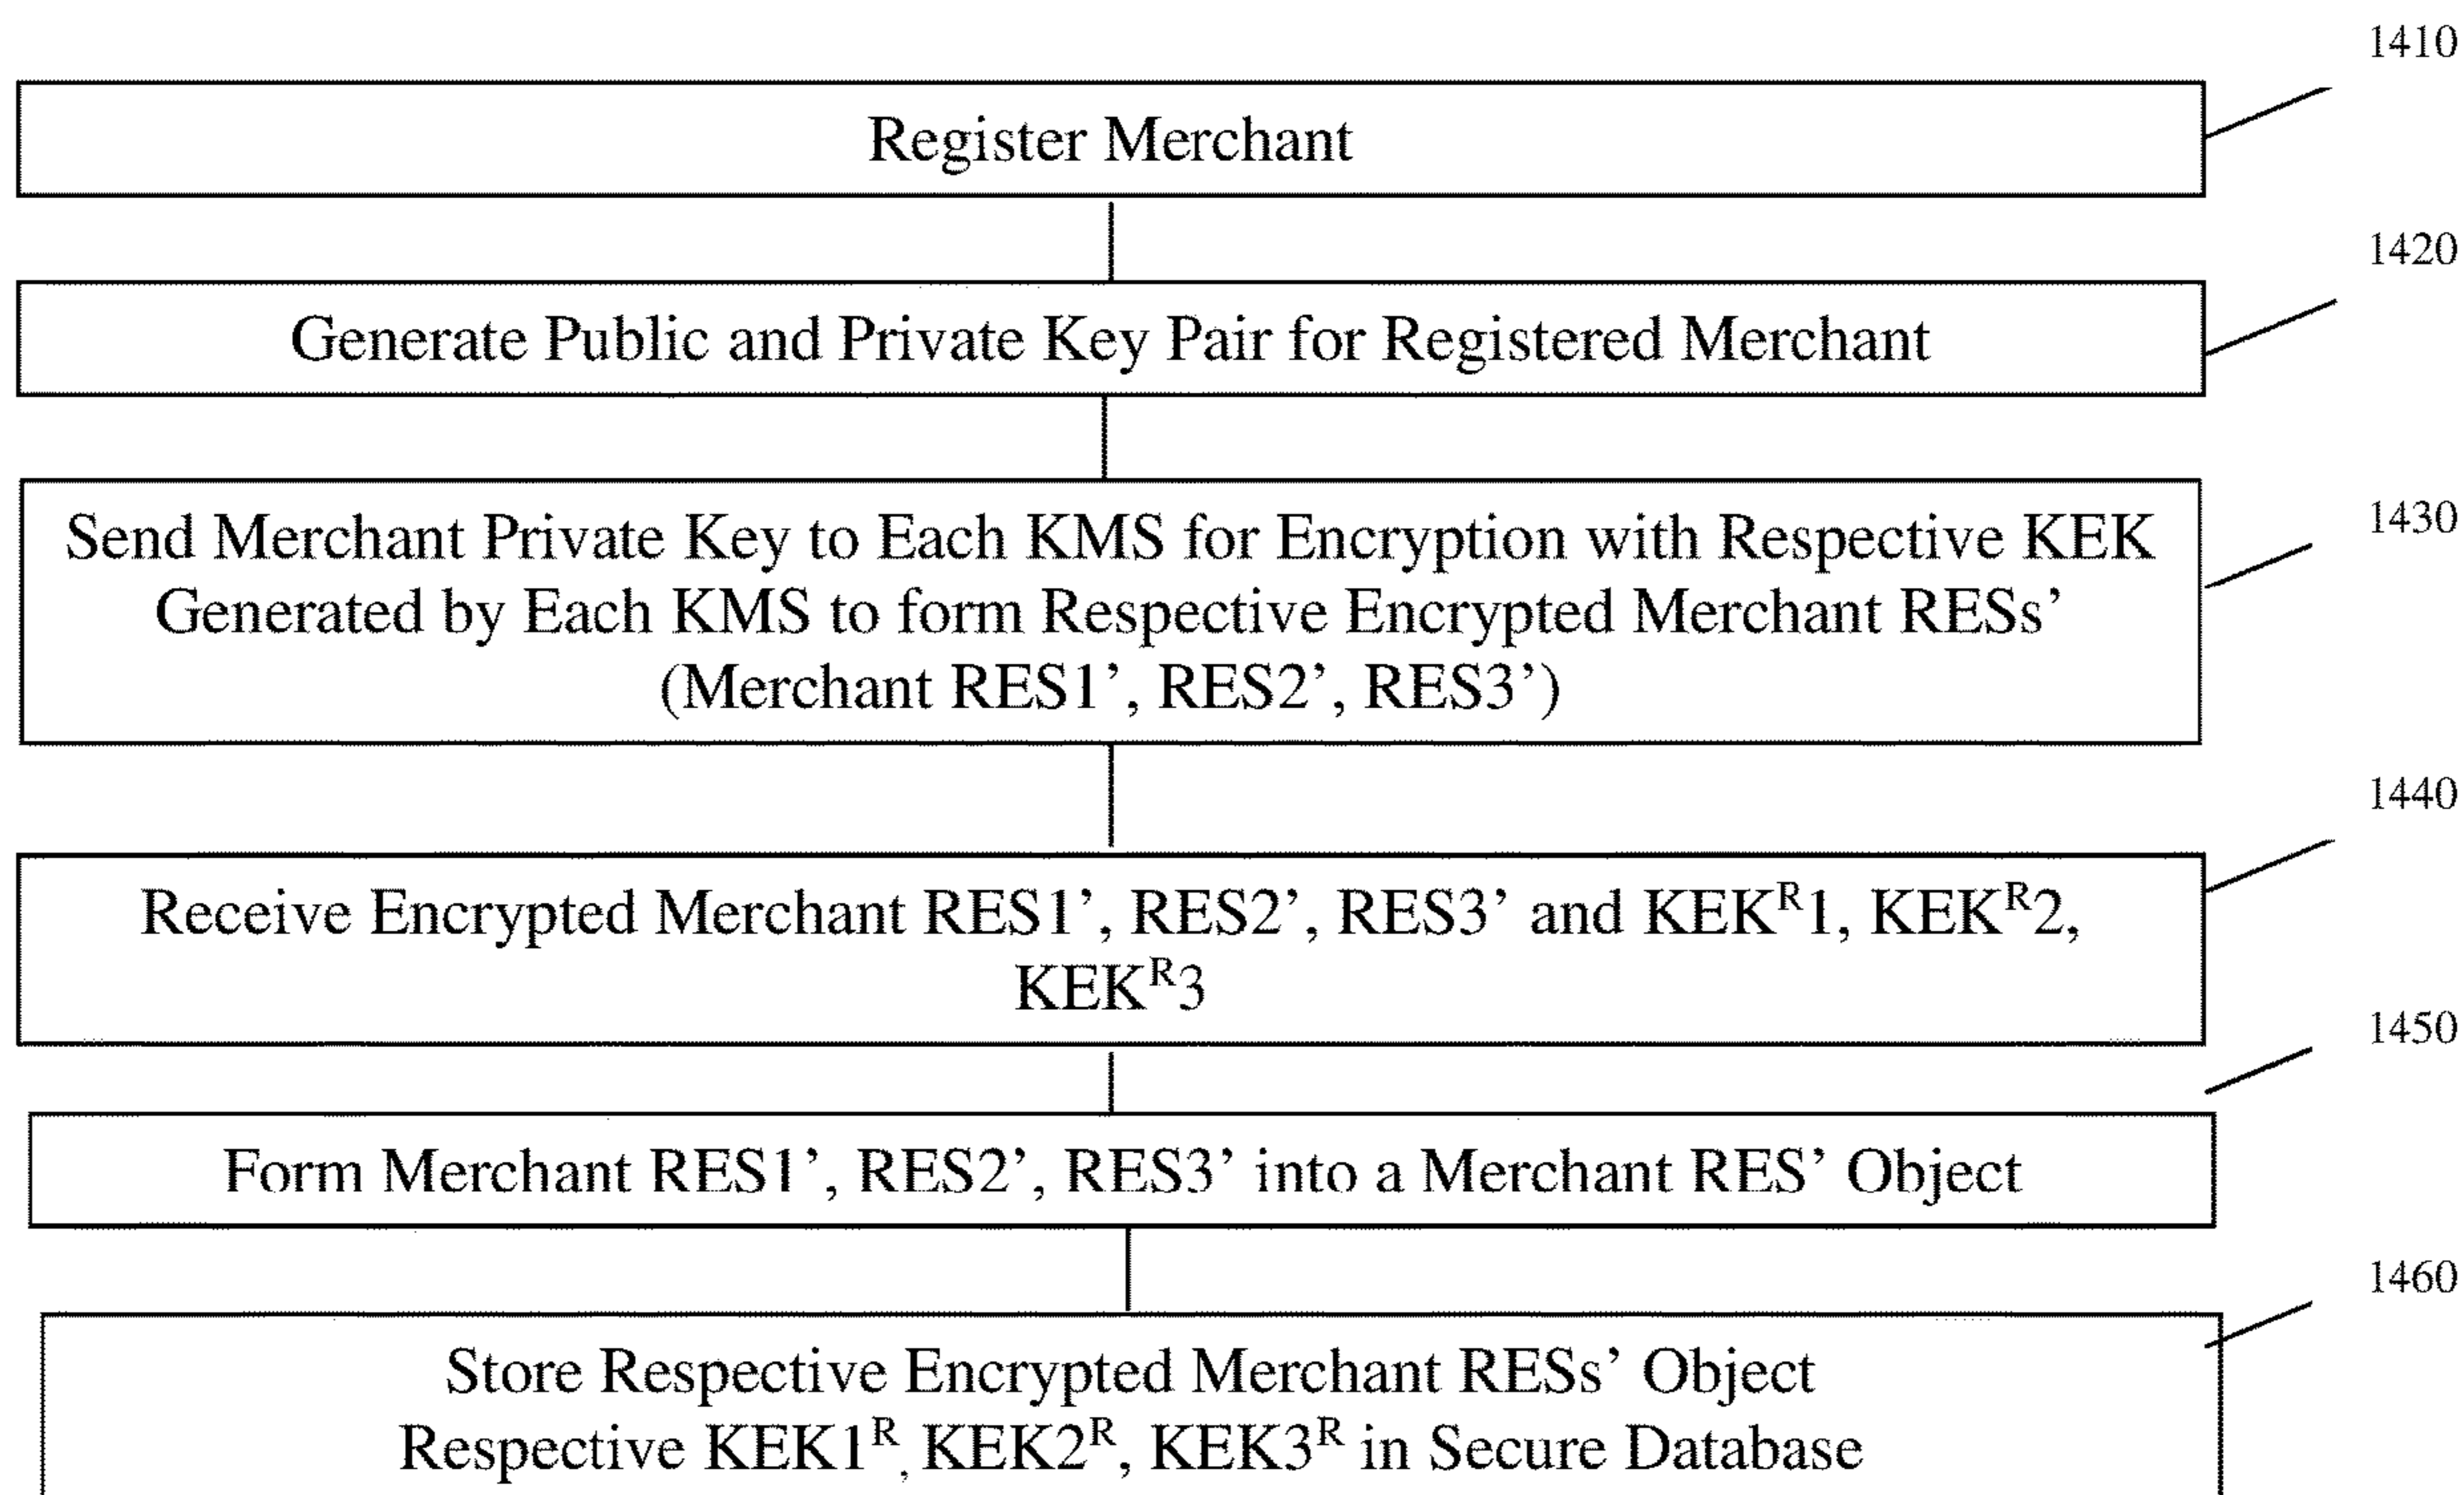 1410
Register Merchant
1420
Generate Public and Private Key Pair for Registered Merchant
1430
Send Merchant Private Key to Each KMS for Encryption with Respective KEK
Generated by Each KMS to form Respective Encrypted Merchant RESs’
(Merchant RES1’, RES2’, RES3’)
1440
Receive Encrypted Merchant RES1’, RES2’, RES3’ and KEKᴿ1, KEKᴿ2,
KEKᴿ3
1450
Form Merchant RES1’, RES2’, RES3’ into a Merchant RES’ Object
1460
Store Respective Encrypted Merchant RESs’ Object
Respective KEK1ᴿ, KEK2ᴿ, KEK3ᴿ in Secure Database